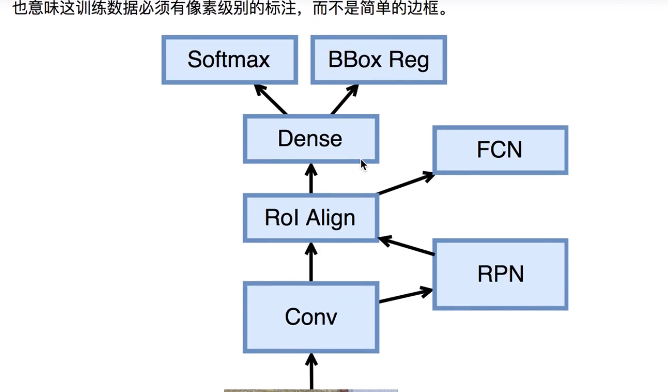 也意味这训练数据必须有像素级别的标注，而不是简单的边框。
Softmax
BBox Reg
Dense
FCN
RoI Align
RPN
Conv